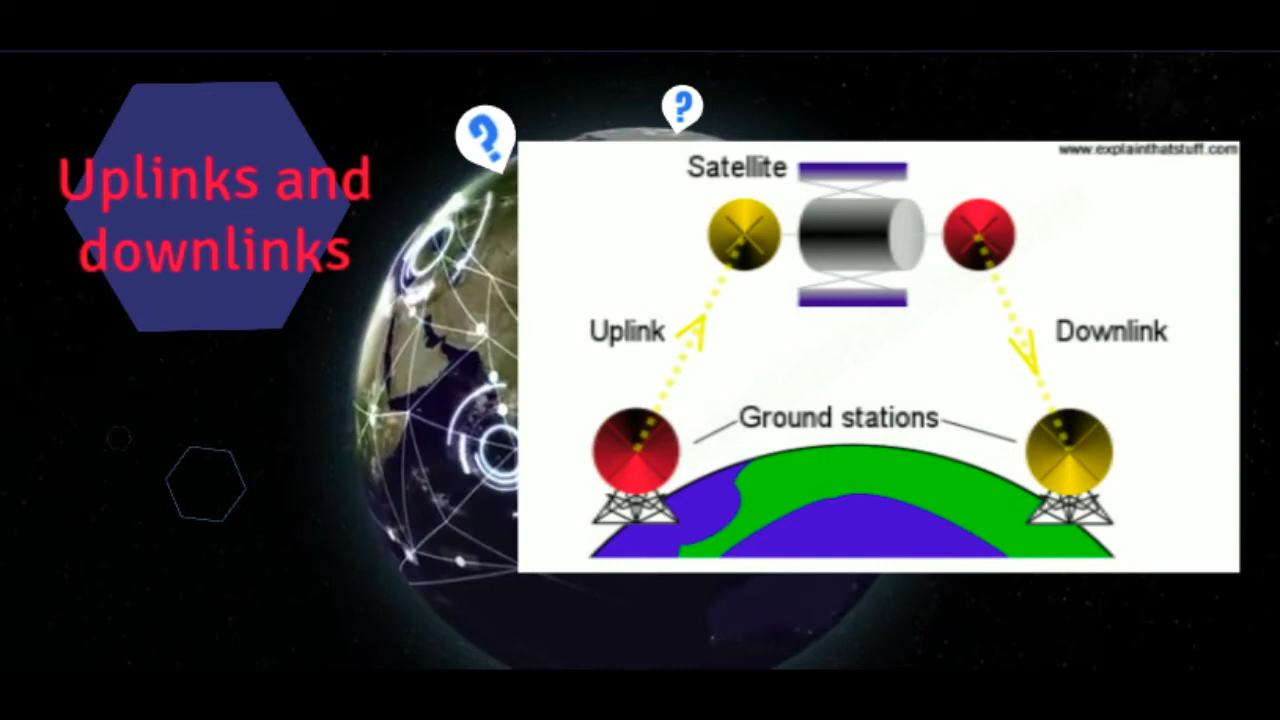 Uplinks and
downlinks
?
?
www.explainthatstuff.com
Satellite
Uplink
Downlink
Ground stations